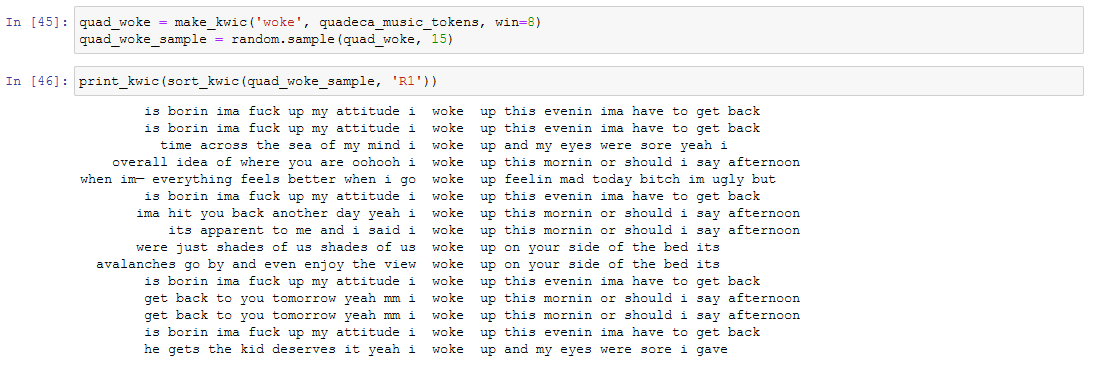 In [45]: quad_woke = make_kwic('woke', quadeca_music_tokens, win=8)
quad_woke_sample = random.sample(quad_woke, 15)
In [46]: print_kwic(sort_kwic(quad_woke_sample, 'R1'))
is borin ima fuck up my attitude i woke up this evenin ima have to get back
is borin ima fuck up my attitude i woke up this evenin ima have to get back
time across the sea of my mind i woke up and my eyes were sore yeah i
overall idea of where you are oohooh i woke up this mornin or should i say afternoon
when im— everything feels better when i go woke up feelin mad today bitch im ugly but
is borin ima fuck up my attitude i woke up this evenin ima have to get back
ima hit you back another day yeah i woke up this mornin or should i say afternoon
its apparent to me and i said i woke up this mornin or should i say afternoon
were just shades of us shades of us woke up on your side of the bed its
avalanches go by and even enjoy the view woke up on your side of the bed its
is borin ima fuck up my attitude i woke up this evenin ima have to get back
get back to you tomorrow yeah mm i woke up this mornin or should i say afternoon
get back to you tomorrow yeah mm i woke up this mornin or should i say afternoon
is borin ima fuck up my attitude i woke up this evenin ima have to get back
he gets the kid deserves it yeah i woke up and my eyes were sore i gave